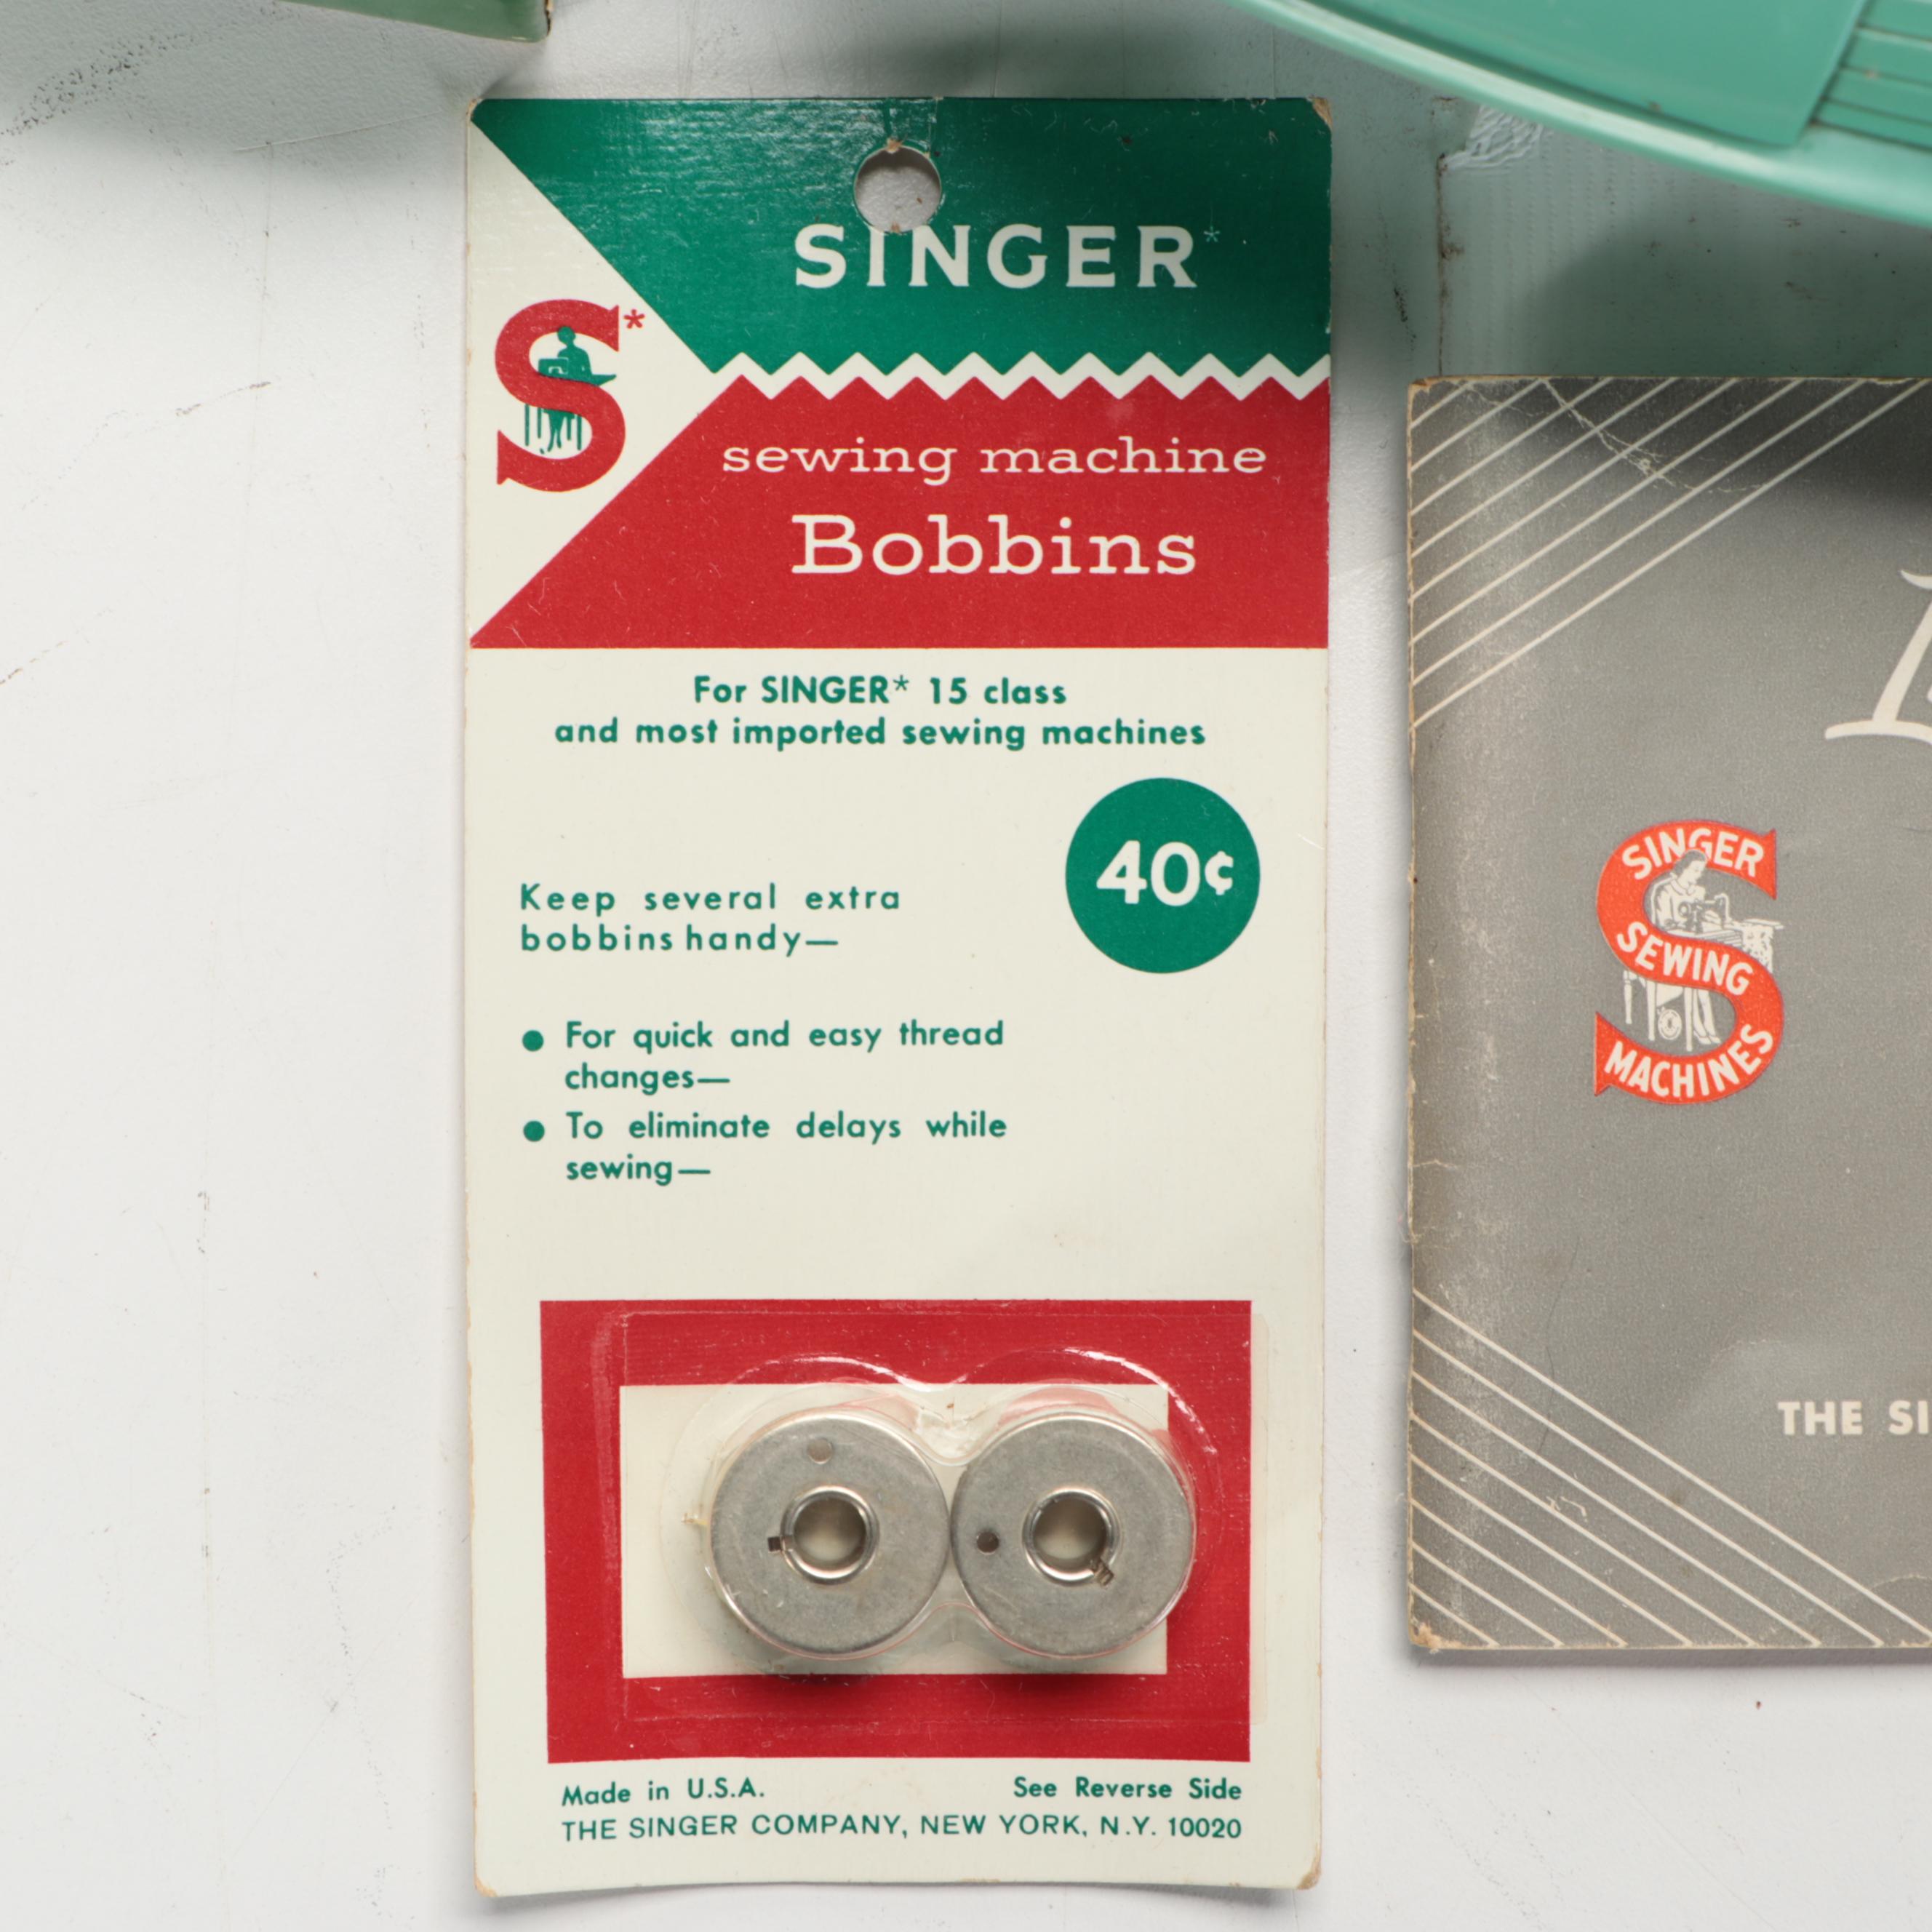 SINGER*
S*
sewing machine
Bobbins
For SINGER* 15 class
and most imported sewing machines
40¢
Keep several extra
bobbins handy—
● For quick and easy thread
changes—
● To eliminate delays while
sewing—
Made in U.S.A. See Reverse Side
THE SINGER COMPANY, NEW YORK, N.Y. 10020
SINGER
SEWING
MACHINES
THE SI